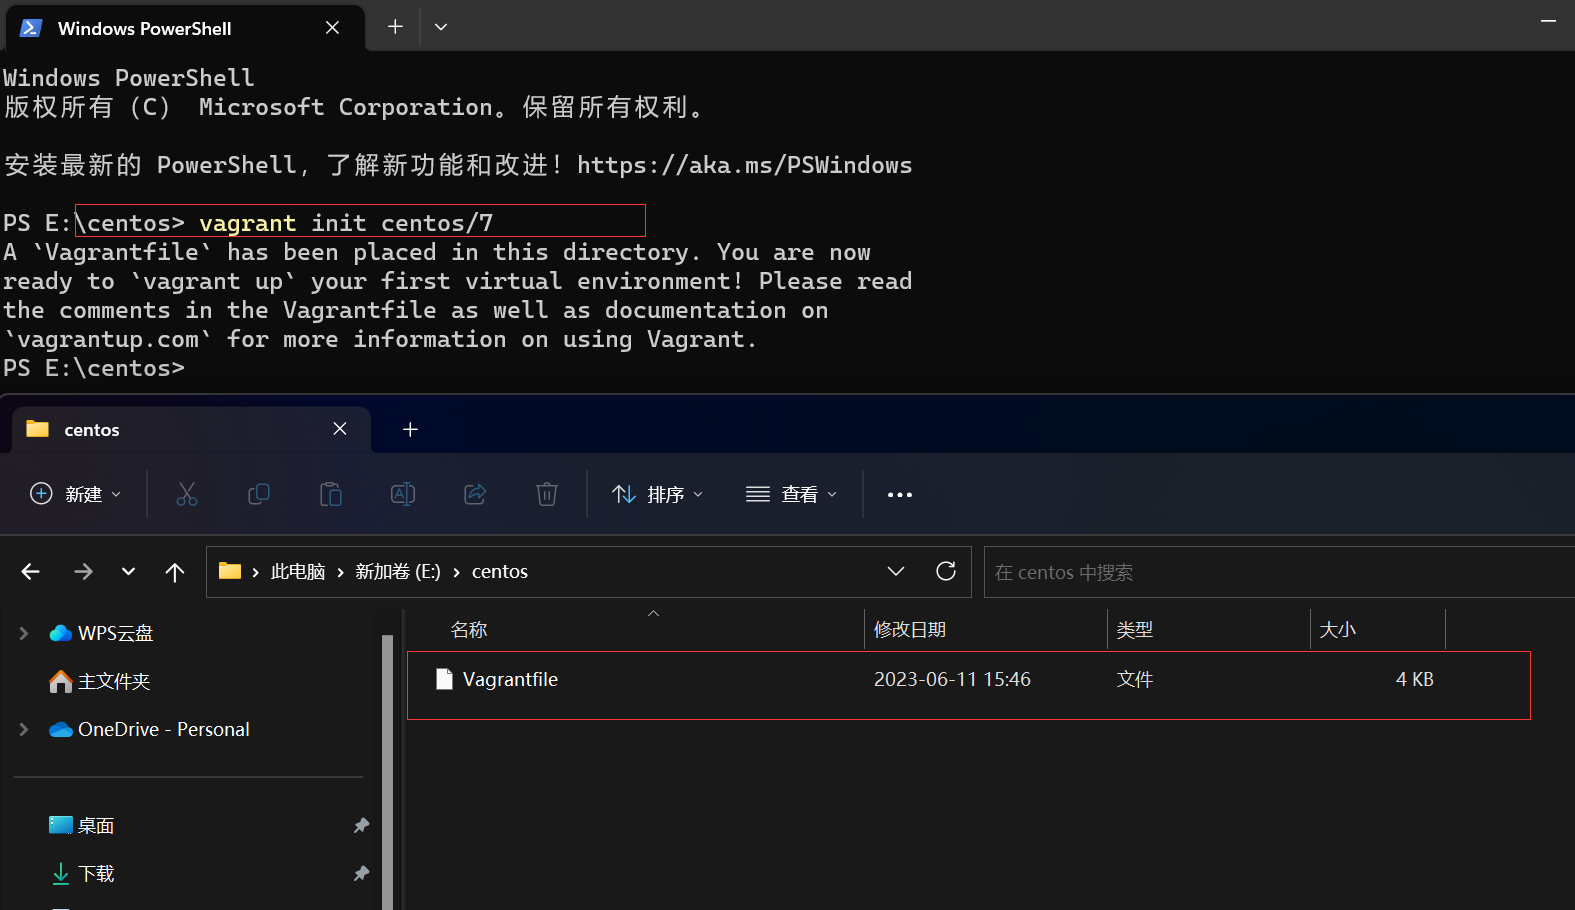 Windows PowerShell
Windows PowerShell
版权所有（C） Microsoft Corporation。保留所有权利。
安装最新的 PowerShell，了解新功能和改进！https://aka.ms/PSWindows
PS E:\centos> vagrant init centos/7
A `Vagrantfile` has been placed in this directory. You are now
ready to `vagrant up` your first virtual environment! Please read
the comments in the Vagrantfile as well as documentation on
`vagrantup.com` for more information on using Vagrant.
PS E:\centos>
centos
新建 排序 查看
此电脑 › 新加卷 (E:) › centos 在 centos 中搜索
名称 修改日期 类型 大小
WPS云盘
Vagrantfile 2023-06-11 15:46 文件 4 KB
主文件夹
OneDrive - Personal
桌面
下载